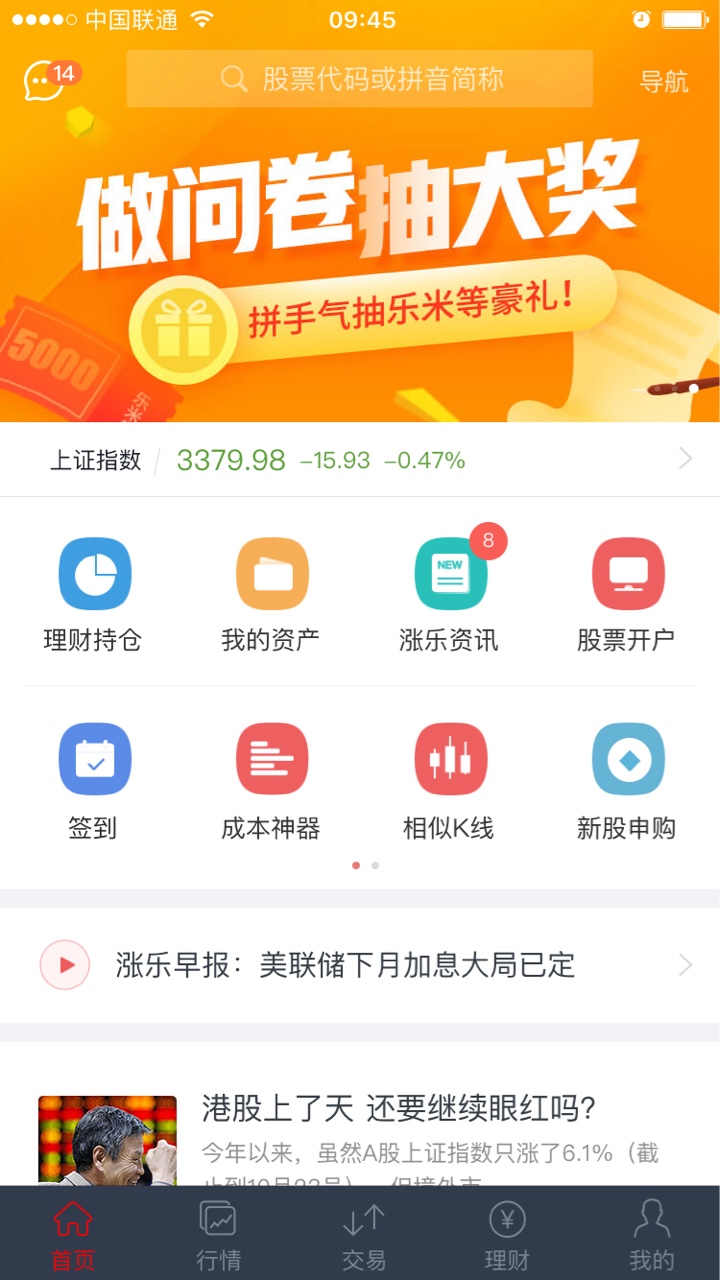 中国联通
09:45
14
股票代码或拼音简称
导航
做问卷抽大奖
拼手气抽乐米等豪礼！
5000
乐米
上证指数 3379.98 -15.93 -0.47%
8
NEW
理财持仓 我的资产 涨乐资讯 股票开户
签到 成本神器 相似K线 新股申购
涨乐早报：美联储下月加息大局已定
港股上了天 还要继续眼红吗?
今年以来，虽然A股上证指数只涨了6.1%（截
首页 行情 交易 理财 我的